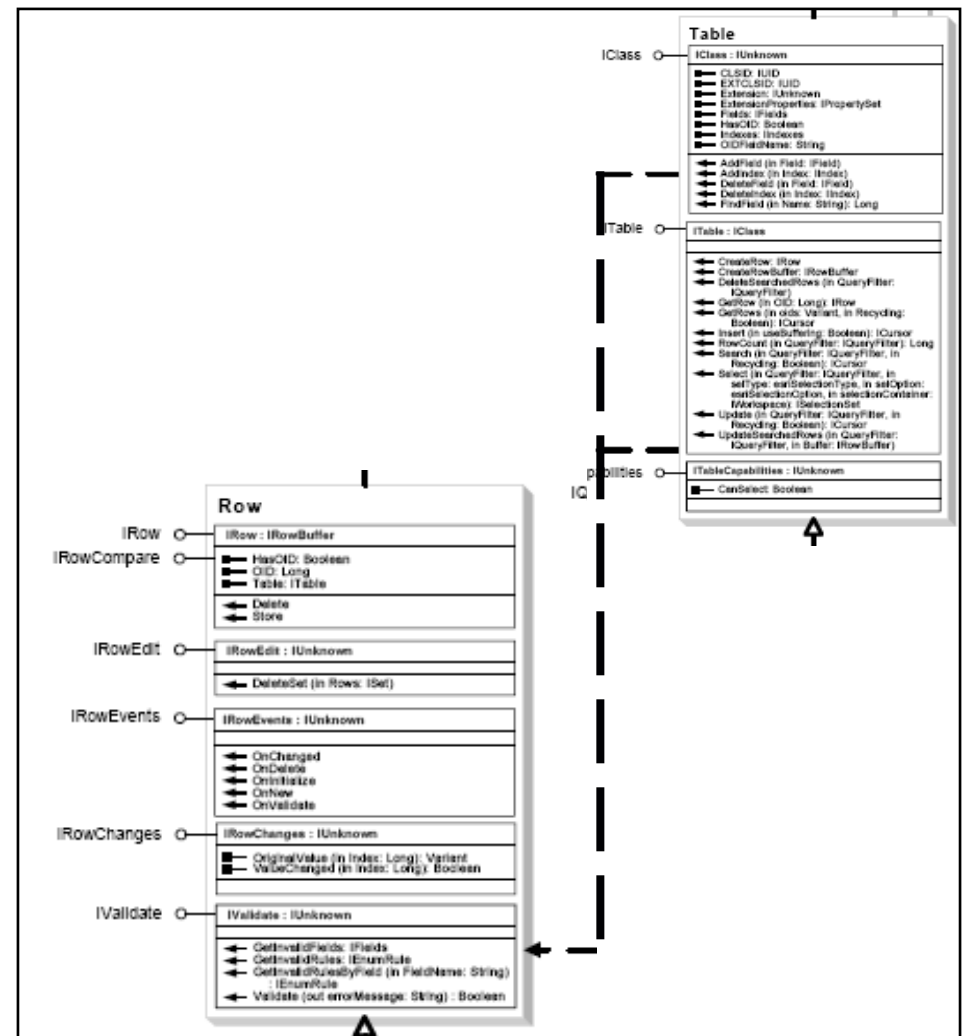 Table
IClass
IClass : IUnknown
CLSID: IUID
EXTCLSID: IUID
Extension: IUnknown
ExtensionProperties: IPropertySet
Fields: IFields
HasOID: Boolean
Indexes: IIndexes
OIDFieldName: String
AddField (in Field: IField)
AddIndex (in Index: IIndex)
DeleteField (in Field: IField)
DeleteIndex (in Index: IIndex)
FindField (in Name: String): Long
ITable
ITable : IClass
CreateRow: IRow
CreateRowBuffer: IRowBuffer
DeleteSearchedRows (in QueryFilter:
IQueryFilter)
GetRow (in OID: Long): IRow
GetRows (in oids: Variant, in Recycling:
Boolean): ICursor
Insert (in useBuffering: Boolean): ICursor
RowCount (in QueryFilter: IQueryFilter): Long
Search (in QueryFilter: IQueryFilter, in
Recycling: Boolean): ICursor
Select (in QueryFilter: IQueryFilter, in
selType: esriSelectionType, in selOption:
esriSelectionOption, in selectionContainer:
IWorkspace): ISelectionSet
Update (in QueryFilter: IQueryFilter, in
Recycling: Boolean): ICursor
UpdateSearchedRows (in QueryFilter:
IQueryFilter, in Buffer: IRowBuffer)
pabilities
ITableCapabilities : IUnknown
IQ
CanSelect: Boolean
Row
IRow
IRow : IRowBuffer
IRowCompare
HasOID: Boolean
OID: Long
Table: ITable
Delete
Store
IRowEdit
IRowEdit : IUnknown
DeleteSet (in Rows: ISet)
IRowEvents
IRowEvents : IUnknown
OnChanged
OnDelete
OnInitialize
OnNew
OnValidate
IRowChanges
IRowChanges : IUnknown
OriginalValue (in Index: Long): Variant
ValueChanged (in Index: Long): Boolean
IValidate
IValidate : IUnknown
GetInvalidFields: IFields
GetInvalidRules: IEnumRule
GetInvalidRulesByField (in FieldName: String)
: IEnumRule
Validate (out errorMessage: String) : Boolean